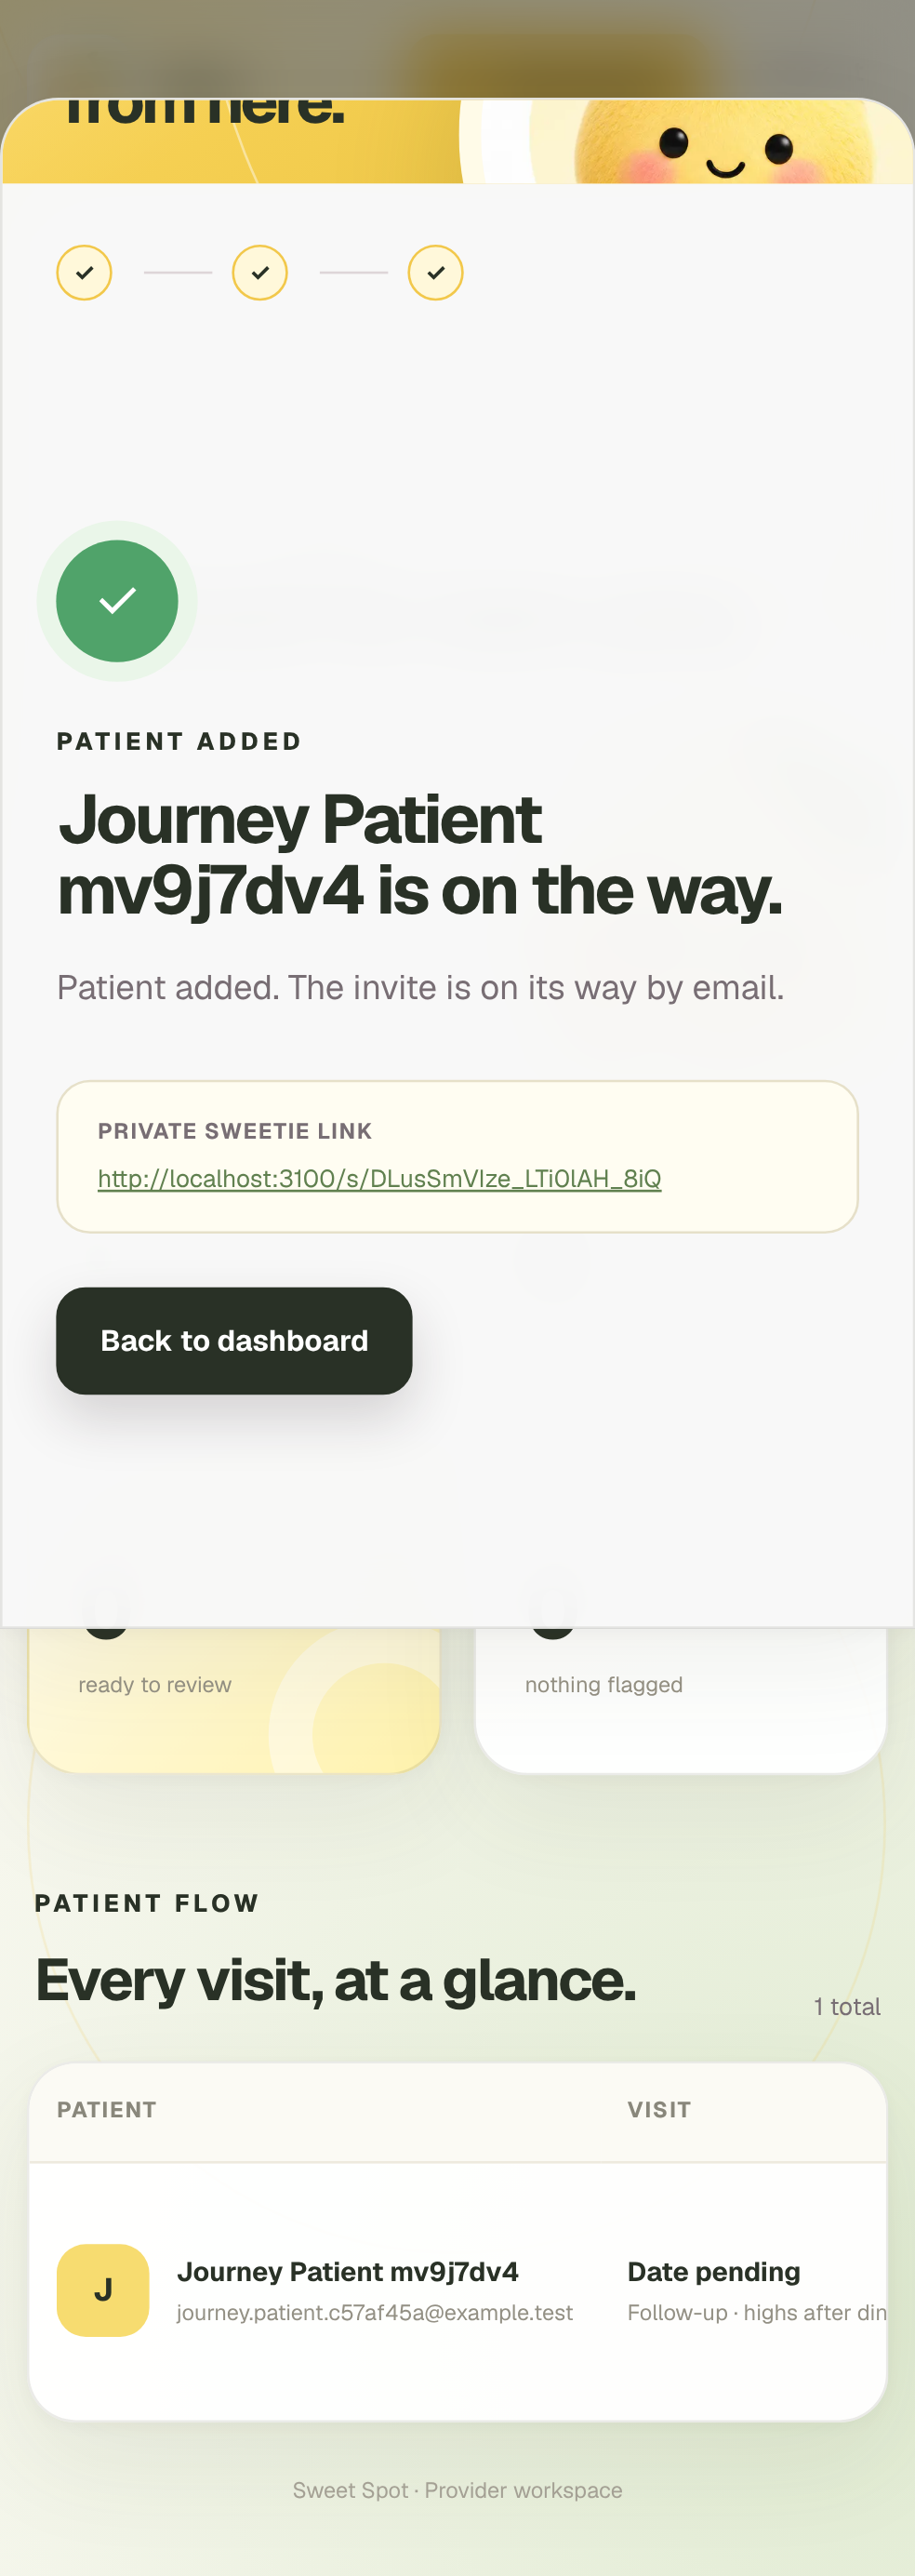 from here.
PATIENT ADDED
Journey Patient
mv9j7dv4 is on the way.
Patient added. The invite is on its way by email.
PRIVATE SWEETIE LINK
http://localhost:3100/s/DLusSmVIze_LTi0lAH_8iQ
Back to dashboard
ready to review
nothing flagged
PATIENT FLOW
Every visit, at a glance.
1 total
PATIENT VISIT
J
Journey Patient mv9j7dv4 Date pending
journey.patient.c57af45a@example.test Follow-up · highs after din
Sweet Spot · Provider workspace